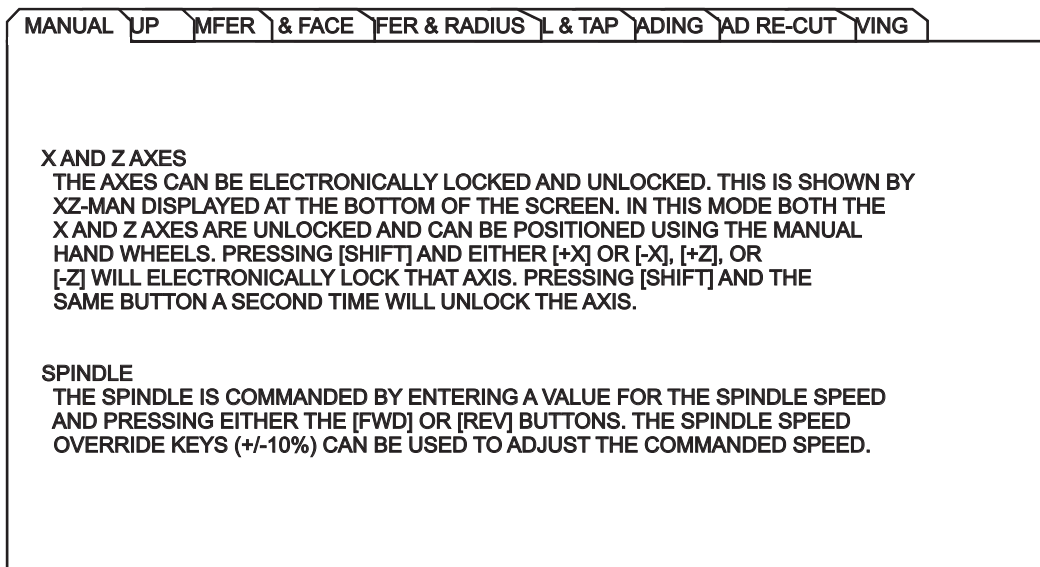 MANUAL UP MFER & FACE FER & RADIUS L & TAP ADING AD RE-CUT VING
X AND Z AXES
THE AXES CAN BE ELECTRONICALLY LOCKED AND UNLOCKED. THIS IS SHOWN BY
XZ-MAN DISPLAYED AT THE BOTTOM OF THE SCREEN. IN THIS MODE BOTH THE
X AND Z AXES ARE UNLOCKED AND CAN BE POSITIONED USING THE MANUAL
HAND WHEELS. PRESSING [SHIFT] AND EITHER [+X] OR [-X], [+Z], OR
[-Z] WILL ELECTRONICALLY LOCK THAT AXIS. PRESSING [SHIFT] AND THE
SAME BUTTON A SECOND TIME WILL UNLOCK THE AXIS.
SPINDLE
THE SPINDLE IS COMMANDED BY ENTERING A VALUE FOR THE SPINDLE SPEED
AND PRESSING EITHER THE [FWD] OR [REV] BUTTONS. THE SPINDLE SPEED
OVERRIDE KEYS (+/-10%) CAN BE USED TO ADJUST THE COMMANDED SPEED.